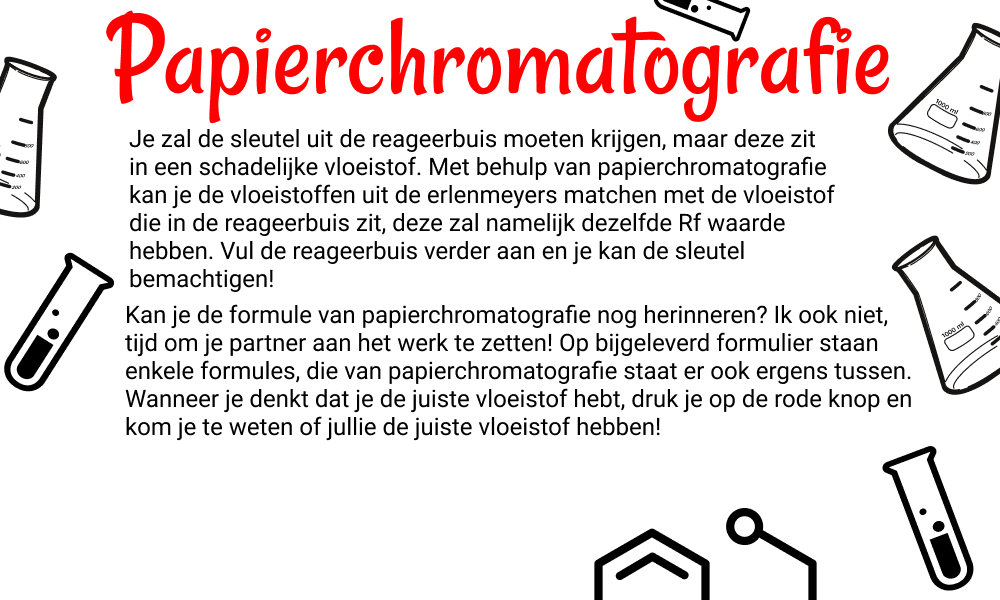 Papierchromatografie
Je zal de sleutel uit de reageerbuis moeten krijgen, maar deze zit
in een schadelijke vloeistof. Met behulp van papierchromatografie
kan je de vloeistoffen uit de erlenmeyers matchen met de vloeistof
die in de reageerbuis zit, deze zal namelijk dezelfde Rf waarde
hebben. Vul de reageerbuis verder aan en je kan de sleutel
bemachtigen!
Kan je de formule van papierchromatografie nog herinneren? Ik ook niet,
tijd om je partner aan het werk te zetten! Op bijgeleverd formulier staan
enkele formules, die van papierchromatografie staat er ook ergens tussen.
Wanneer je denkt dat je de juiste vloeistof hebt, druk je op de rode knop en
kom je te weten of jullie de juiste vloeistof hebben!
1000 ml
1000 ml